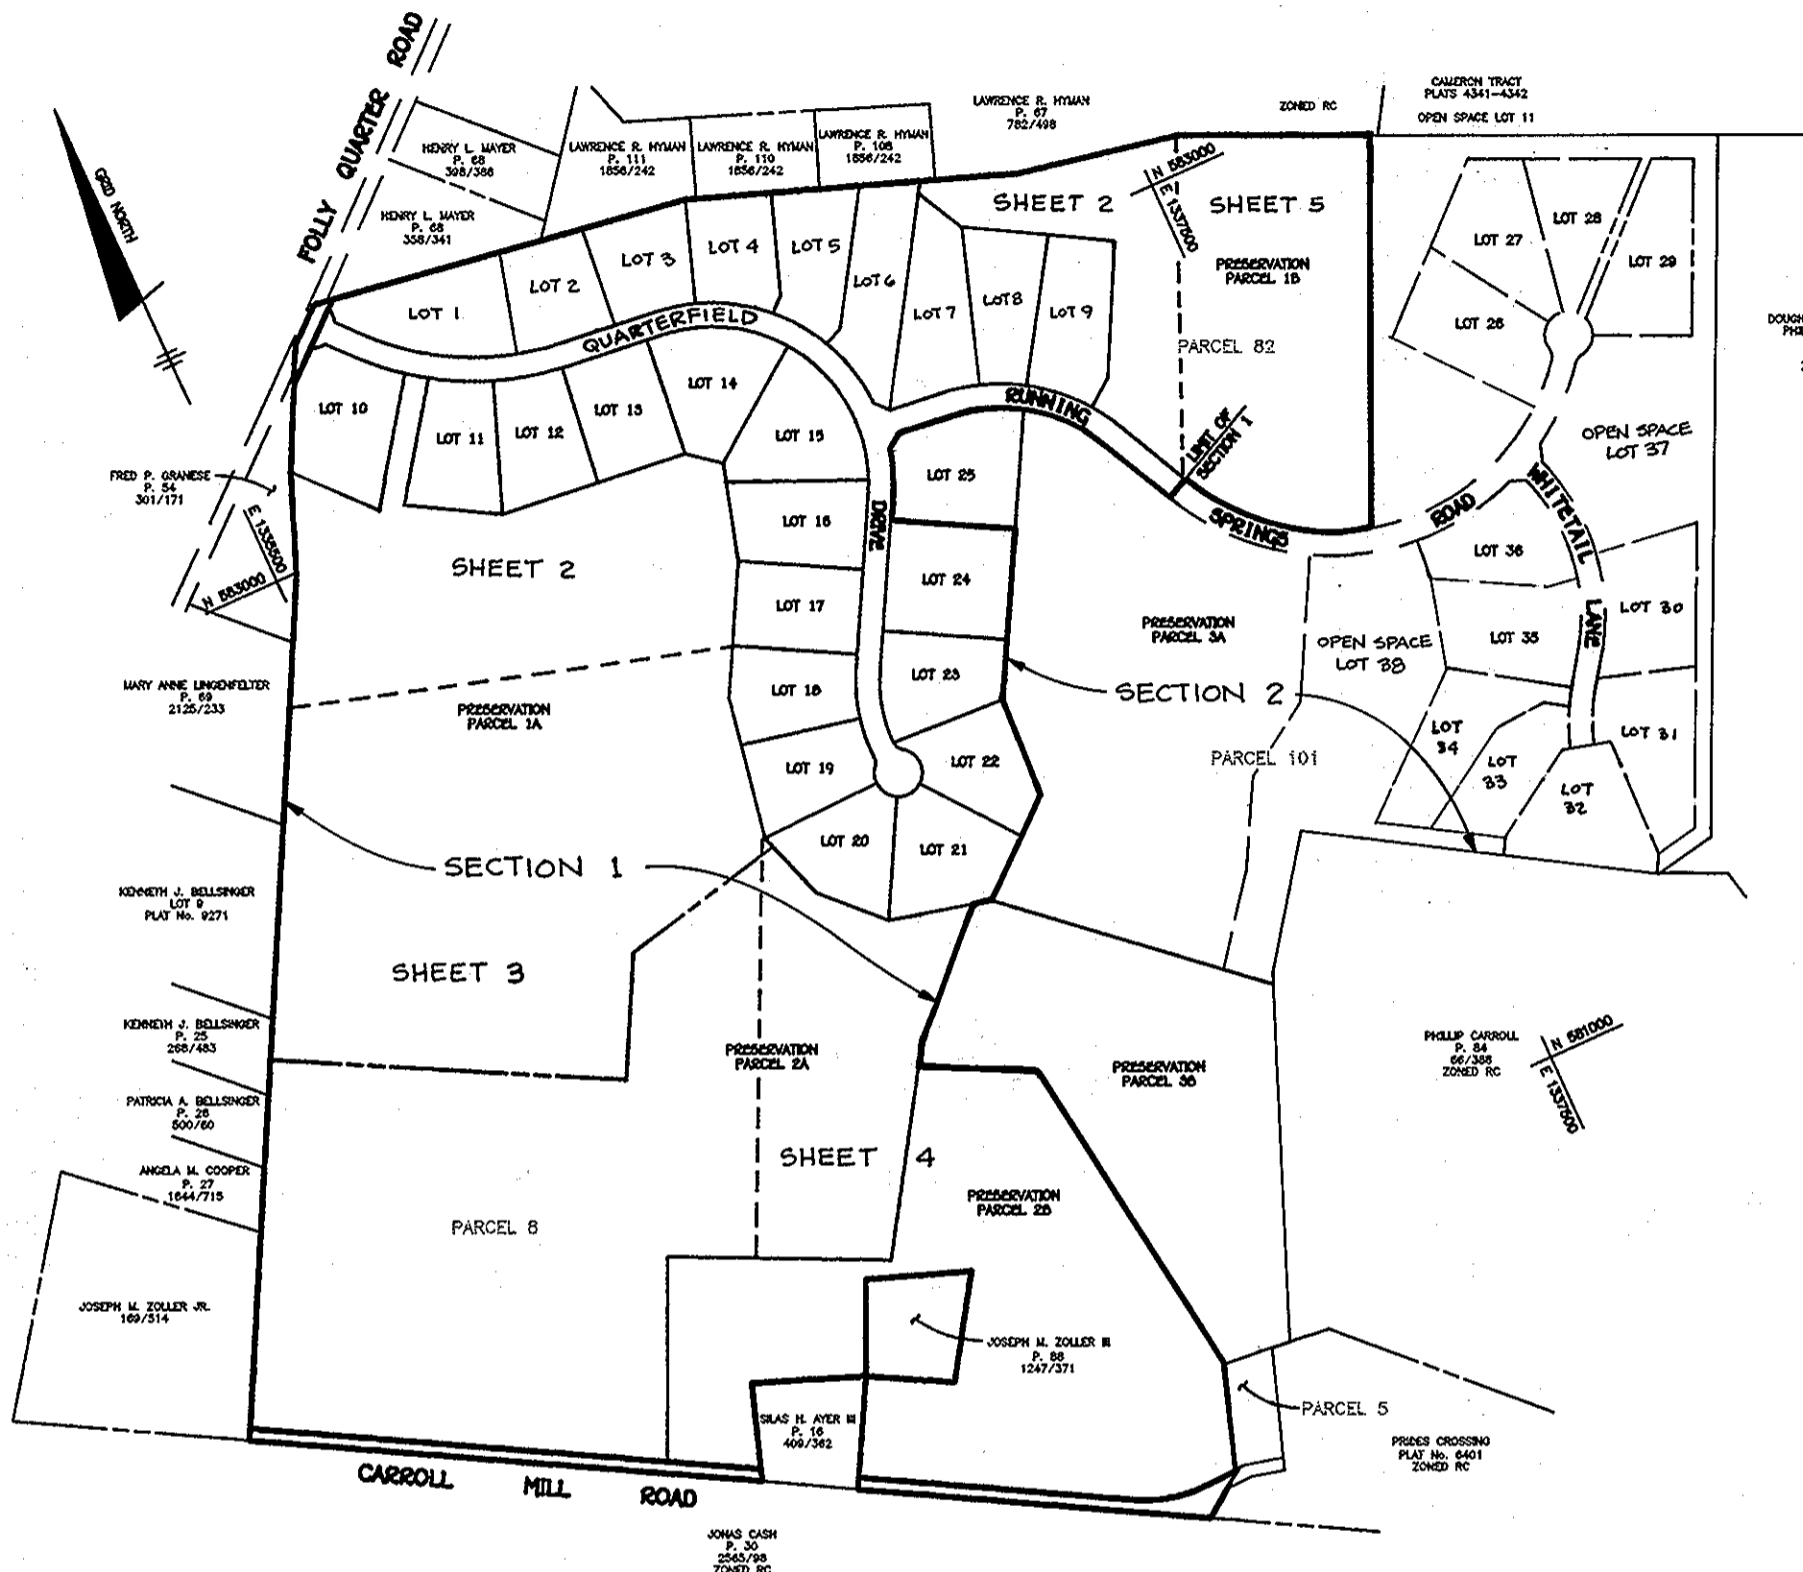 FOLLY QUARTER ROAD
GRID NORTH
HENRY L. MAYER
P. 68
398/386
HENRY L. MAYER
P. 68
358/341
LAWRENCE R. HYMAN
P. 111
1856/242
LAWRENCE R. HYMAN
P. 110
1856/242
LAWRENCE R. HYMAN
P. 108
1856/242
LAWRENCE R. HYMAN
P. 67
782/498
ZONED RC
CAMERON TRACT
PLATS 4341-4342
OPEN SPACE LOT 11
N 583000
E 1337500
SHEET 2
SHEET 5
PRESERVATION
PARCEL 1B
PARCEL 82
LOT 1
LOT 2
LOT 3
LOT 4
LOT 5
LOT 6
LOT 7
LOT 8
LOT 9
QUARTERFIELD
DRIVE
RUNNING
SPRINGS
ROAD
LIMIT OF
SECTION 1
LOT 27
LOT 28
LOT 29
LOT 26
DOUGH
OPEN SPACE
LOT 37
WHITETAIL
LANE
LOT 10
LOT 11
LOT 12
LOT 13
LOT 14
LOT 15
LOT 16
LOT 17
LOT 18
LOT 19
LOT 20
LOT 21
LOT 22
LOT 23
LOT 24
LOT 25
FRED P. GRANESE
P. 54
301/171
E 1335500
N 583000
SHEET 2
MARY ANNE LINGENFELTER
P. 69
2125/233
PRESERVATION
PARCEL 1A
PRESERVATION
PARCEL 3A
SECTION 2
PARCEL 101
OPEN SPACE
LOT 38
LOT 36
LOT 35
LOT 30
LOT 31
LOT
34
LOT
33
LOT
32
SECTION 1
KENNETH J. BELLSINGER
LOT 9
PLAT No. 9271
SHEET 3
KENNETH J. BELLSINGER
P. 25
268/483
PATRICIA A. BELLSINGER
P. 26
500/60
ANGELA M. COOPER
P. 27
1644/715
PRESERVATION
PARCEL 2A
PRESERVATION
PARCEL 3B
PHILLIP CARROLL
P. 84
66/388
ZONED RC
N 581000
E 1337500
SHEET 4
PRESERVATION
PARCEL 2B
PARCEL 8
JOSEPH M. ZOLLER JR.
169/514
JOSEPH M. ZOLLER III
P. 88
1247/371
SILAS H. AYER III
P. 16
409/362
PARCEL 5
PRIDES CROSSING
PLAT No. 6401
ZONED RC
CARROLL MILL ROAD
JONAS CASH
P. 30
2565/98
ZONED RC